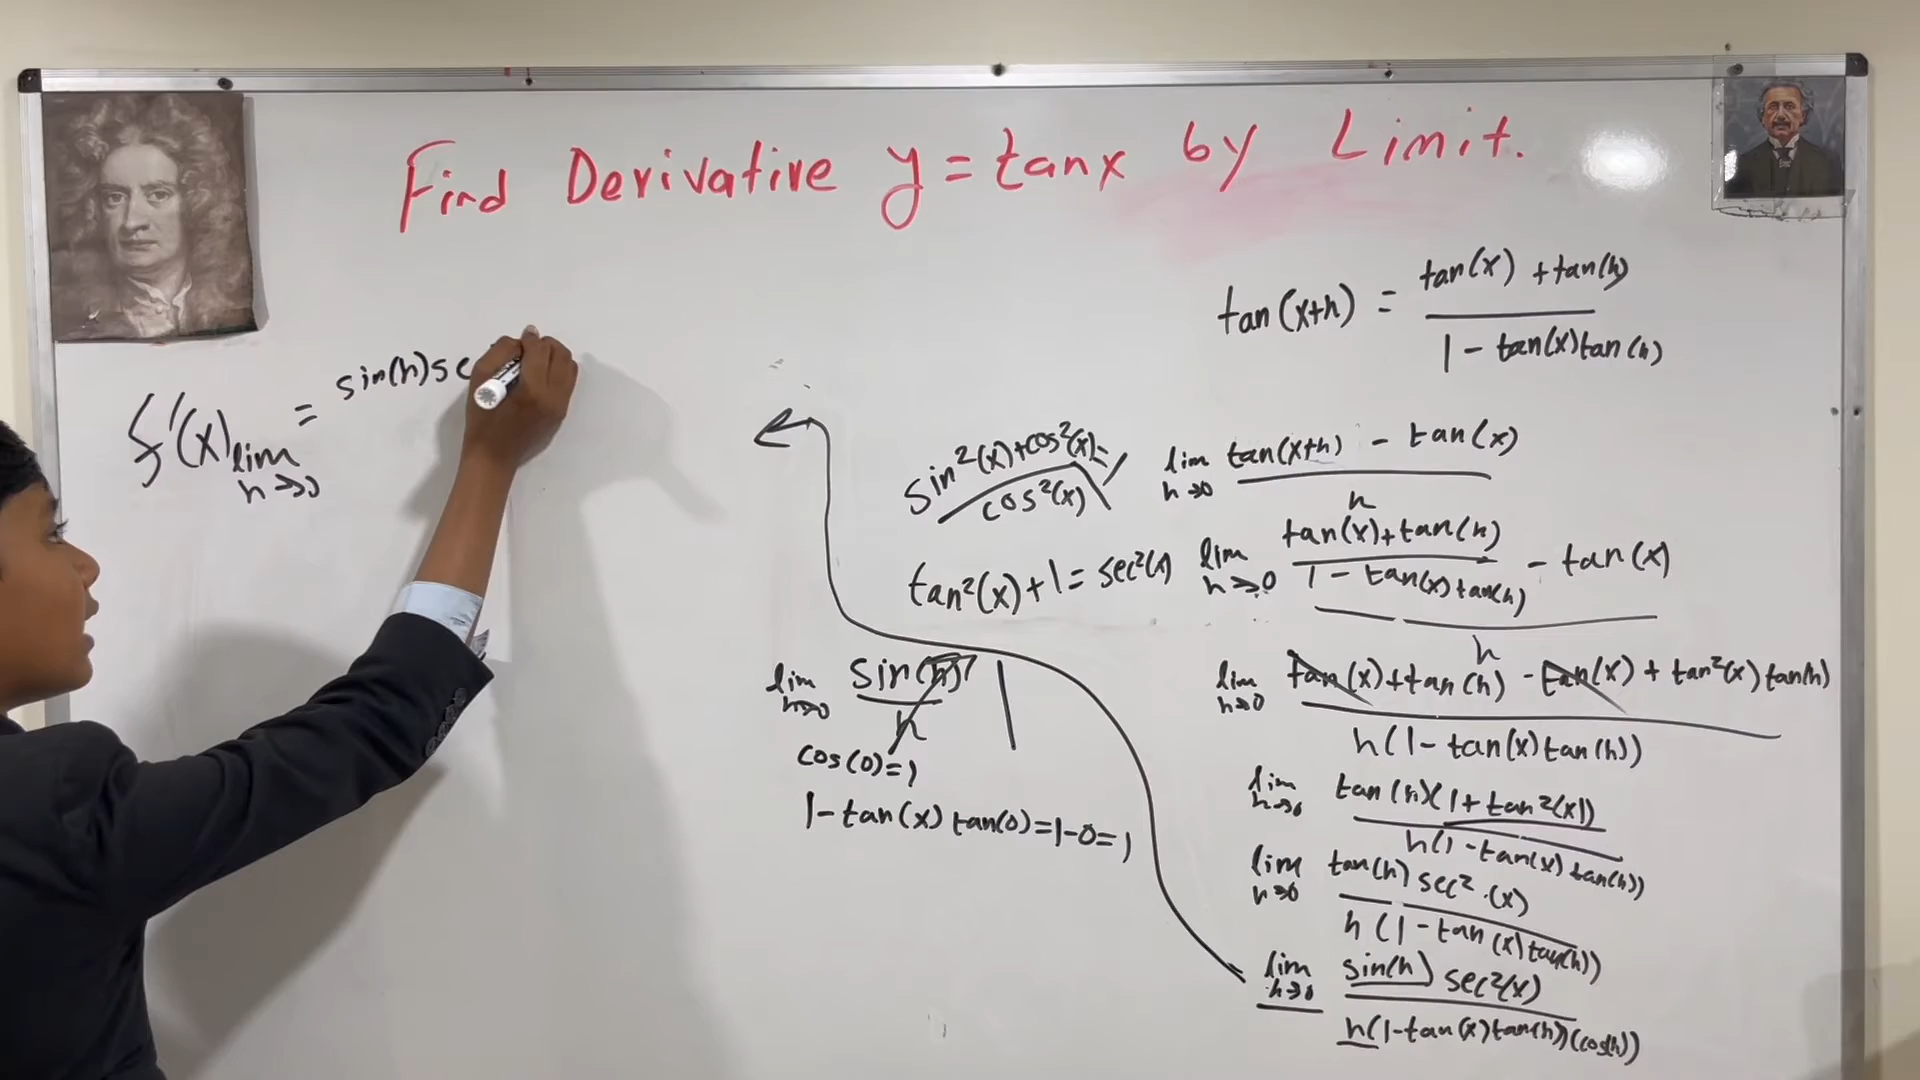 Find Derivative y = tanx by Limit.
tan(x+h) = tan(x) + tan(h)
1 - tan(x)tan(h)
f'(x) lim h→0 = sin(h)se
sin²(x)+cos²(x)=1
cos²(x)
tan²(x)+1=sec²(x)
lim h→0 tan(x+h) - tan(x)
h
lim h→0 tan(x)+tan(h)
1 - tan(x)tan(h)
- tan(x)
h
lim h→0 tan(x)+tan(h) - tan(x) + tan²(x)tan(h)
h(1-tan(x)tan(h))
lim h→0 tan(h)(1+tan²(x))
h(1-tan(x)tan(h))
lim h→0 tan(h)sec²·(x)
h(1-tan(x)tan(h))
lim h→0 sin(h) sec²(x)
h(1-tan(x)tan(h))(cos(h))
lim h→0 sin(h)
h
cos(0)=1
1-tan(x)tan(0)=1-0=1